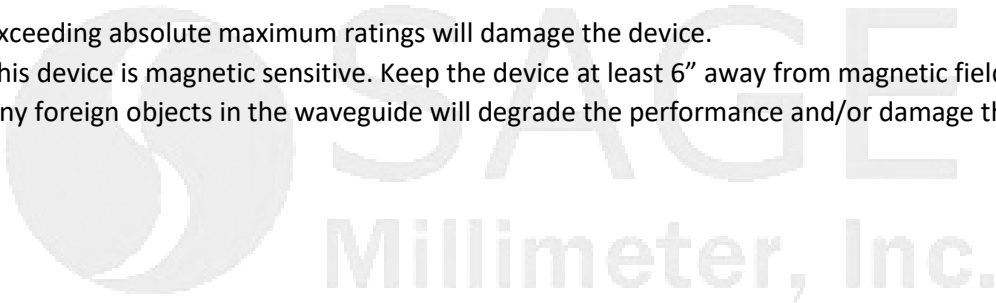 xceeding absolute maximum ratings will damage the device.
his device is magnetic sensitive. Keep the device at least 6” away from magnetic field
ny foreign objects in the waveguide will degrade the performance and/or damage th
SAGE
Millimeter, Inc.